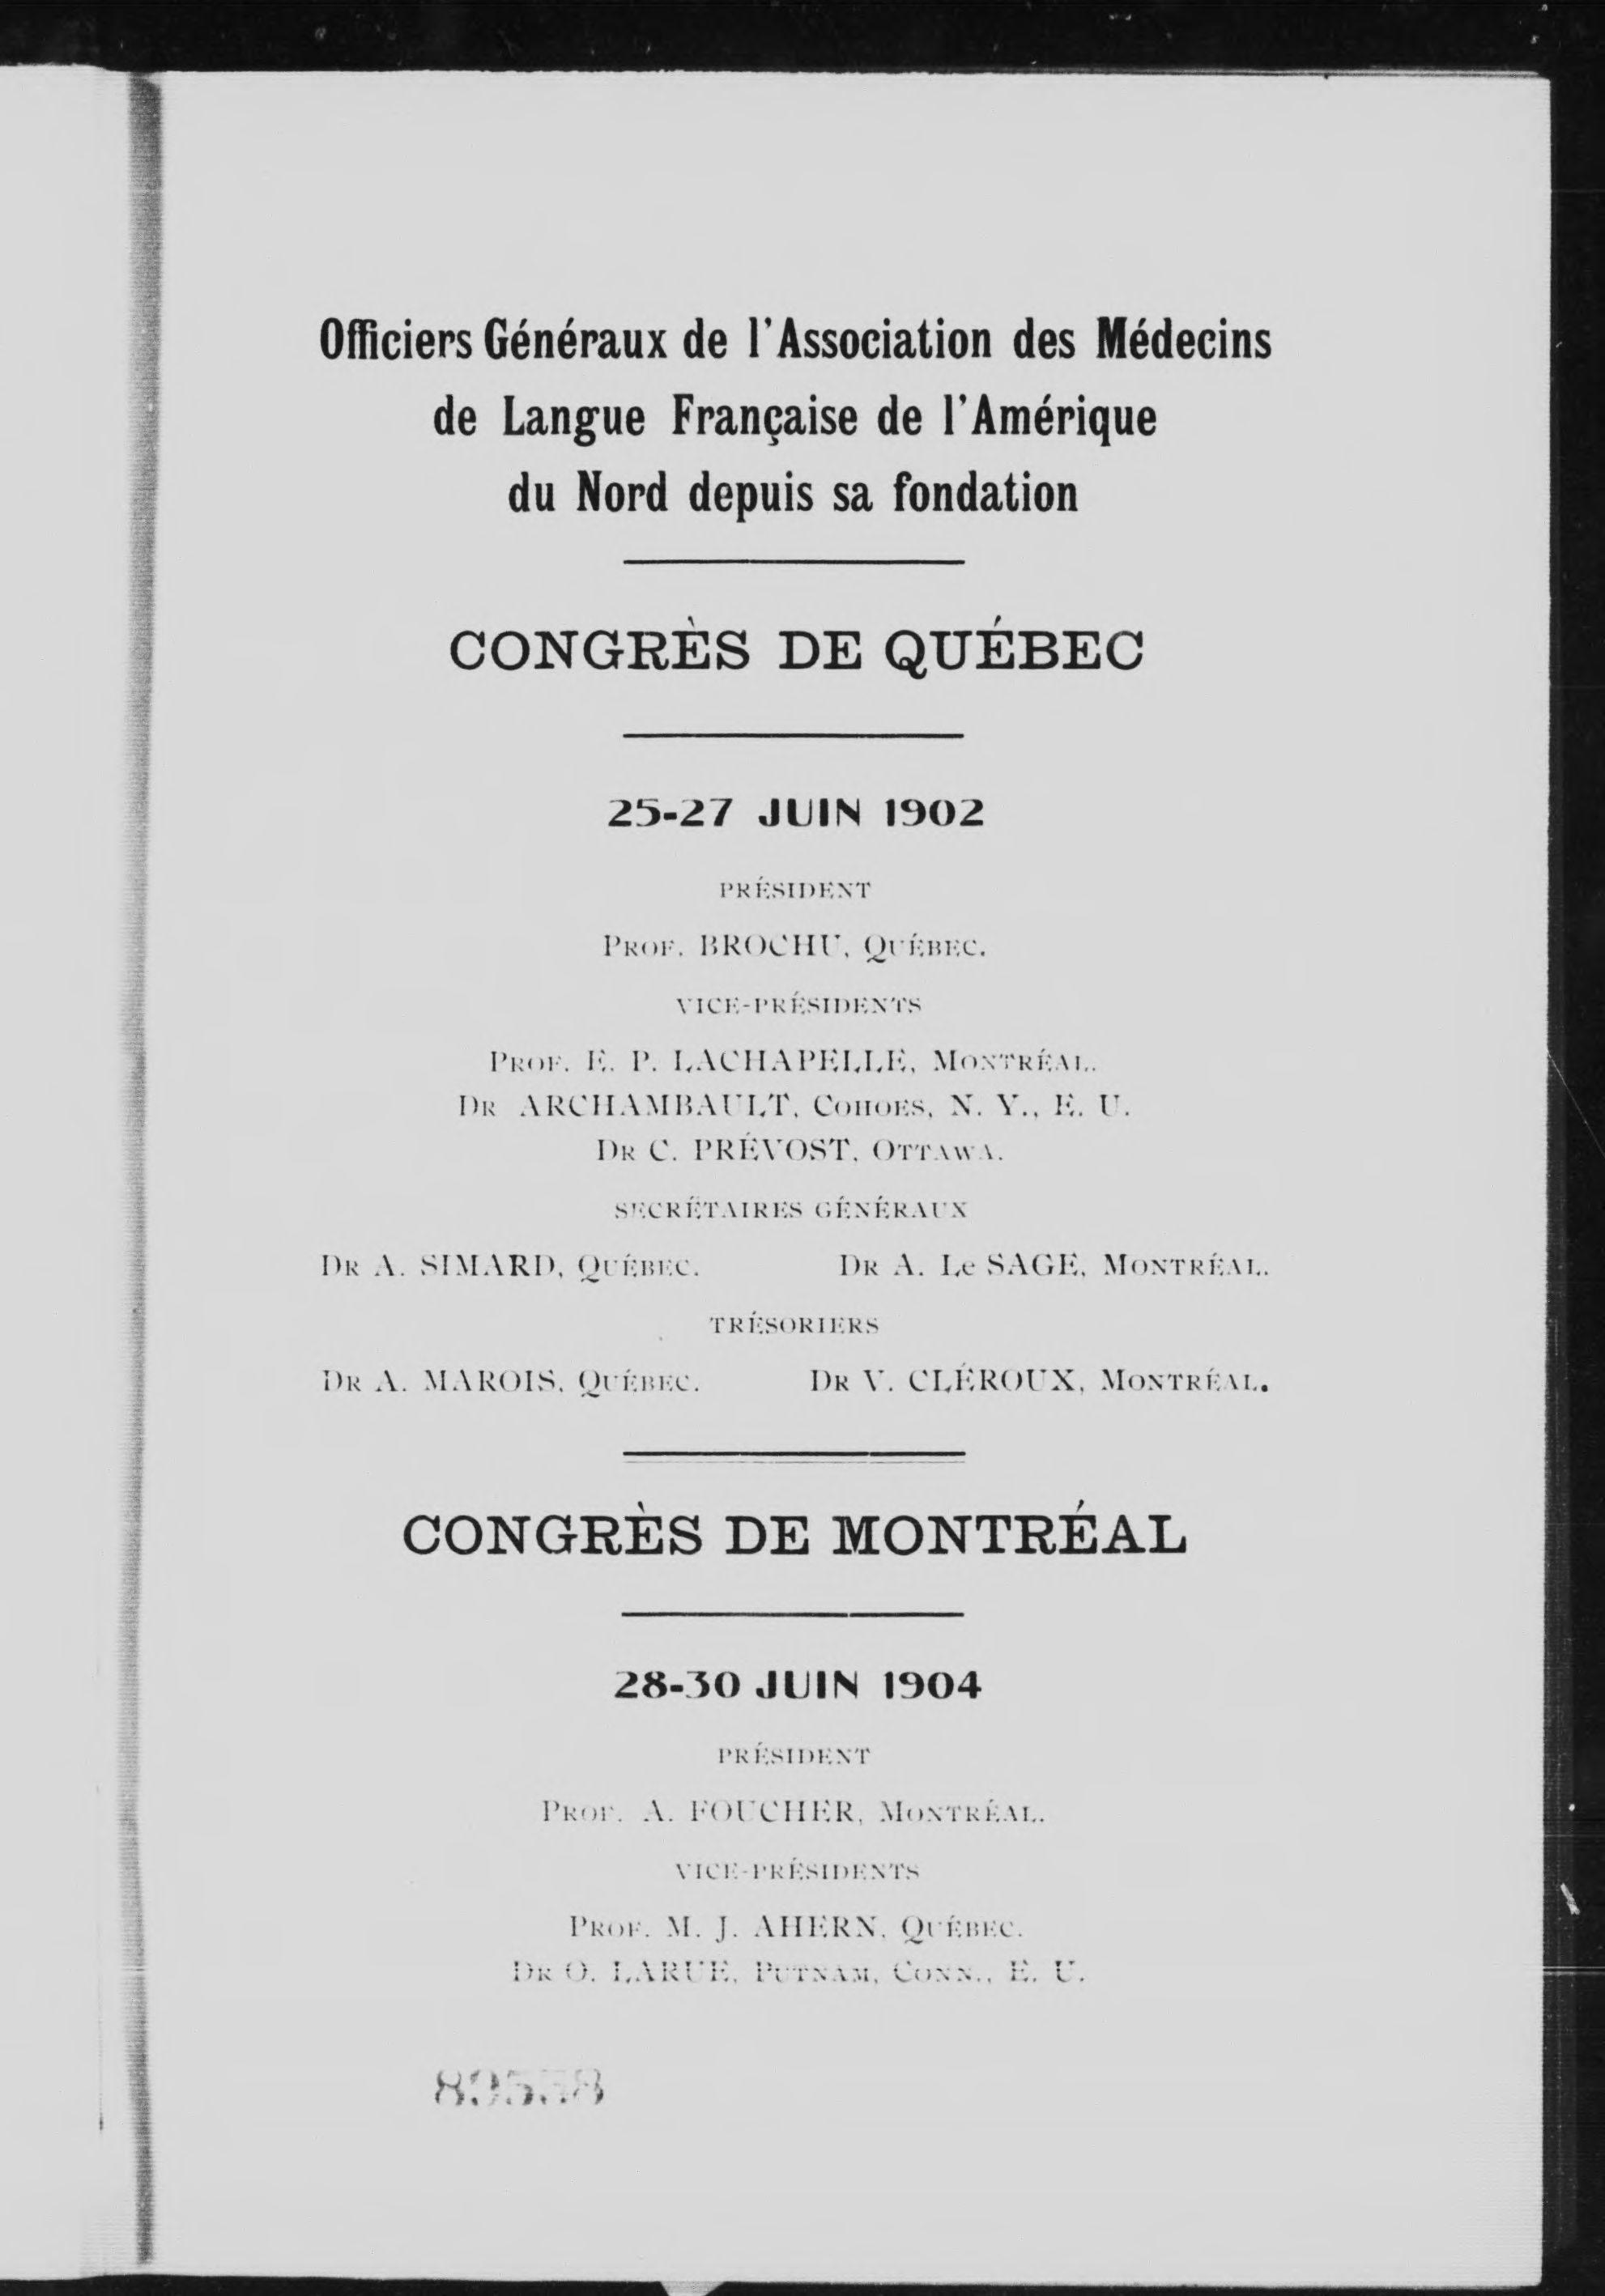 Officiers Généraux de l'Association des Médecins
de Langue Française de l'Amérique
du Nord depuis sa fondation
CONGRÈS DE QUÉBEC
25-27 JUIN 1902
PRÉSIDENT
PROF. BROCHU, QUÉBEC.
VICE-PRÉSIDENTS
PROF. E. P. LACHAPELLE, MONTRÉAL.
DR ARCHAMBAULT, COHOES, N. Y., E. U.
DR C. PRÉVOST, OTTAWA.
SECRÉTAIRES GÉNÉRAUX
DR A. SIMARD, QUÉBEC. DR A. Le SAGE, MONTRÉAL.
TRÉSORIERS
DR A. MAROIS, QUÉBEC. DR V. CLÉROUX, MONTRÉAL.
CONGRÈS DE MONTRÉAL
28-30 JUIN 1904
PRÉSIDENT
PROF. A. FOUCHER, MONTRÉAL.
VICE-PRÉSIDENTS
PROF. M. J. AHERN, QUÉBEC.
DR O. LARUE, PUTNAM, CONN., E. U.